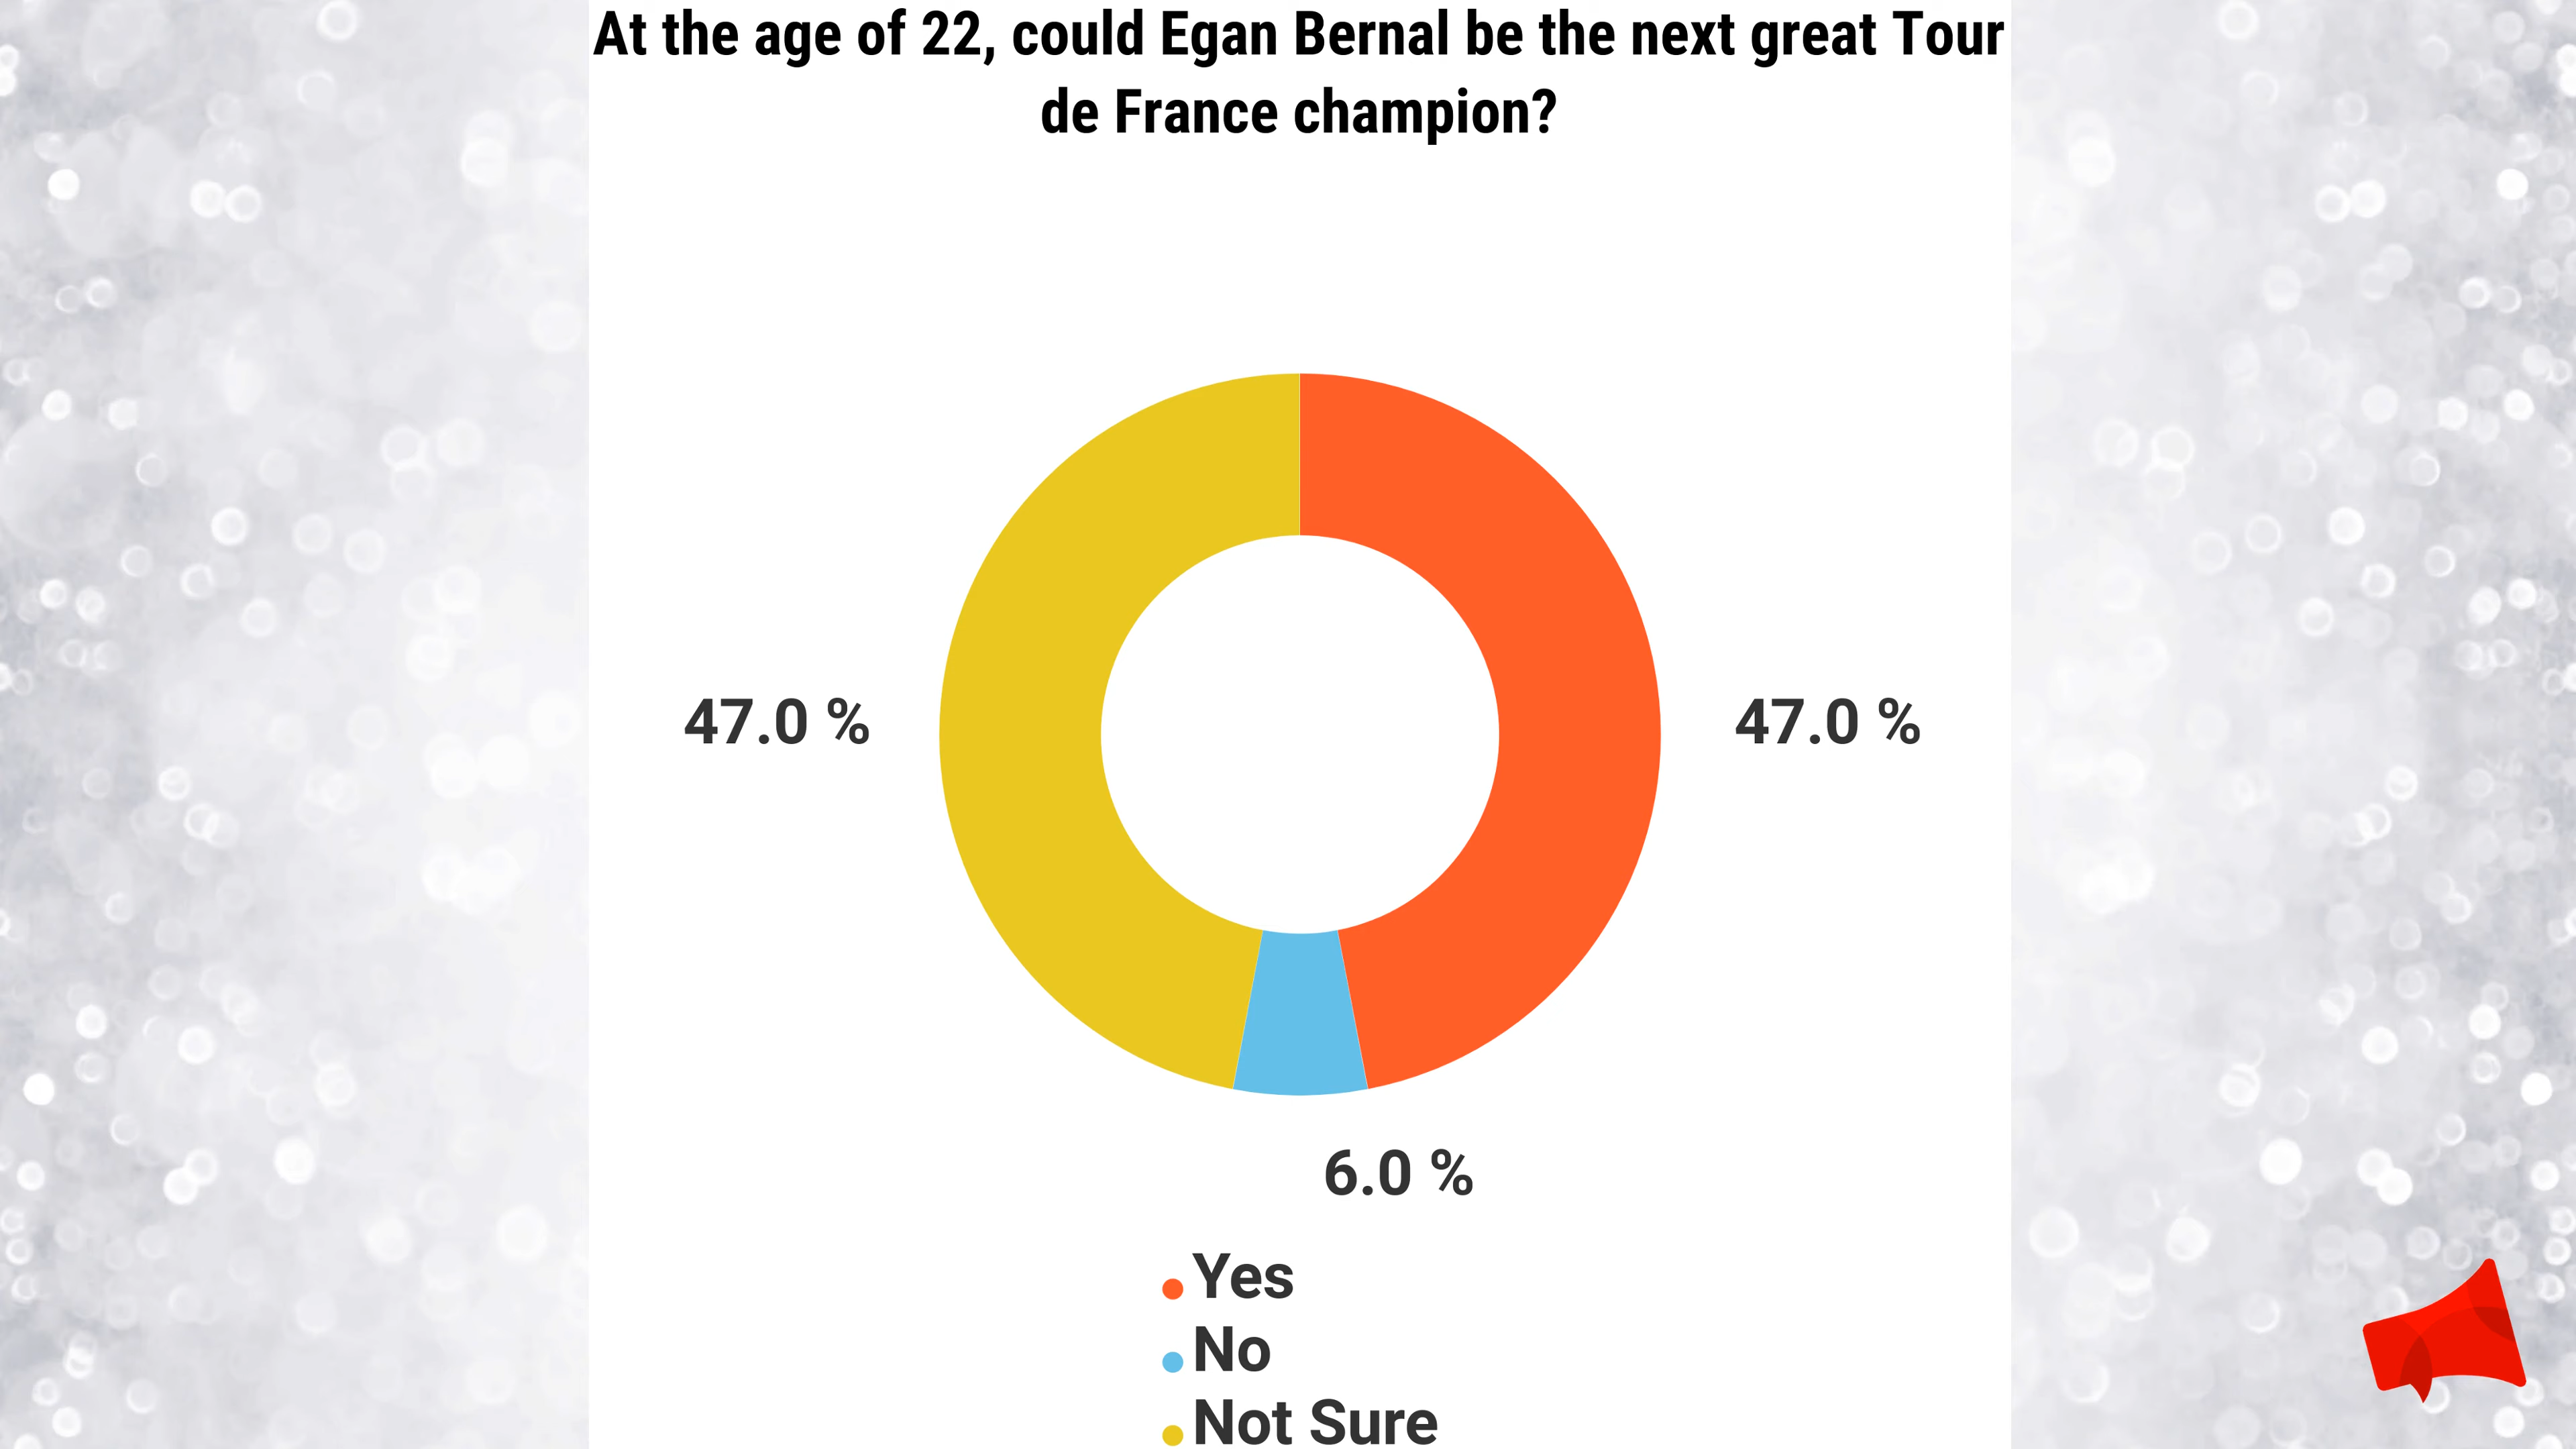 At the age of 22, could Egan Bernal be the next great Tour
de France champion?
47.0 %
47.0 %
6.0 %
Yes
No
Not Sure